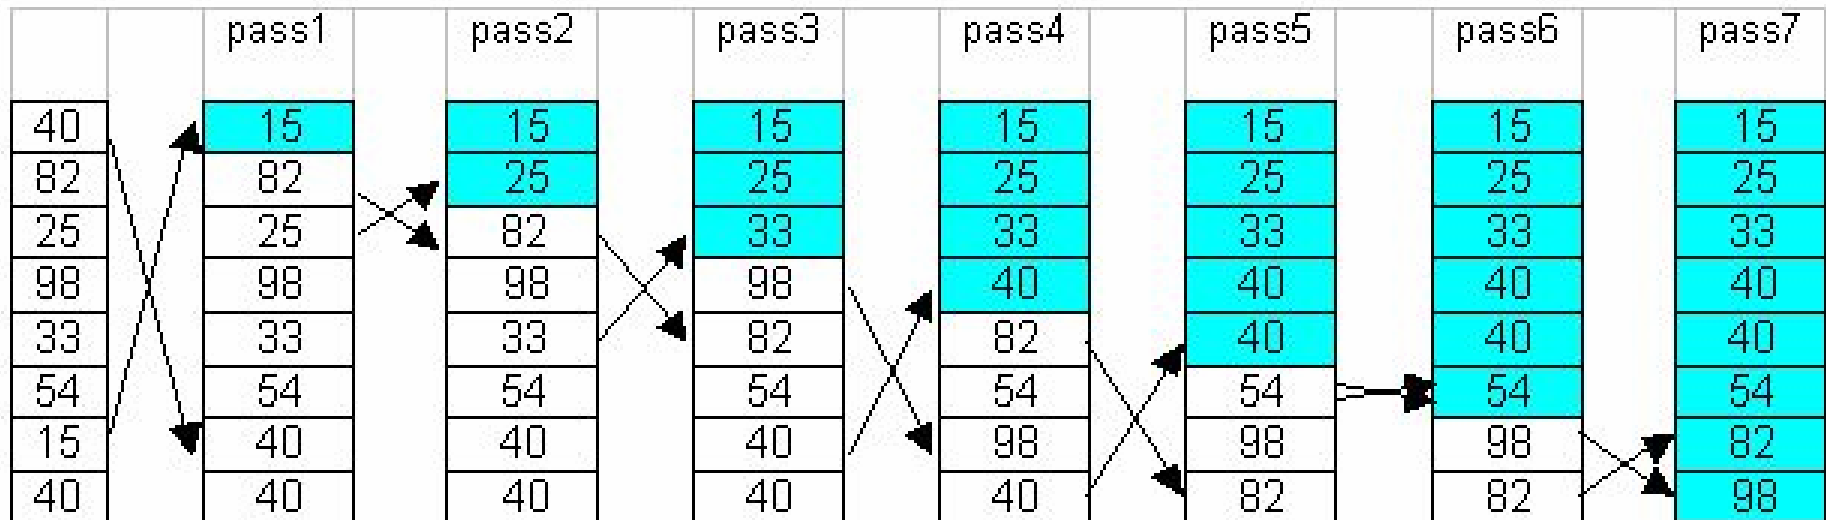 pass1 pass2 pass3 pass4 pass5 pass6 pass7
40 15 15 15 15 15 15 15
82 82 25 25 25 25 25 25
25 25 82 33 33 33 33 33
98 98 98 98 40 40 40 40
33 33 33 82 82 40 40 40
54 54 54 54 54 54 54 54
15 40 40 40 98 98 98 82
40 40 40 40 40 82 82 98